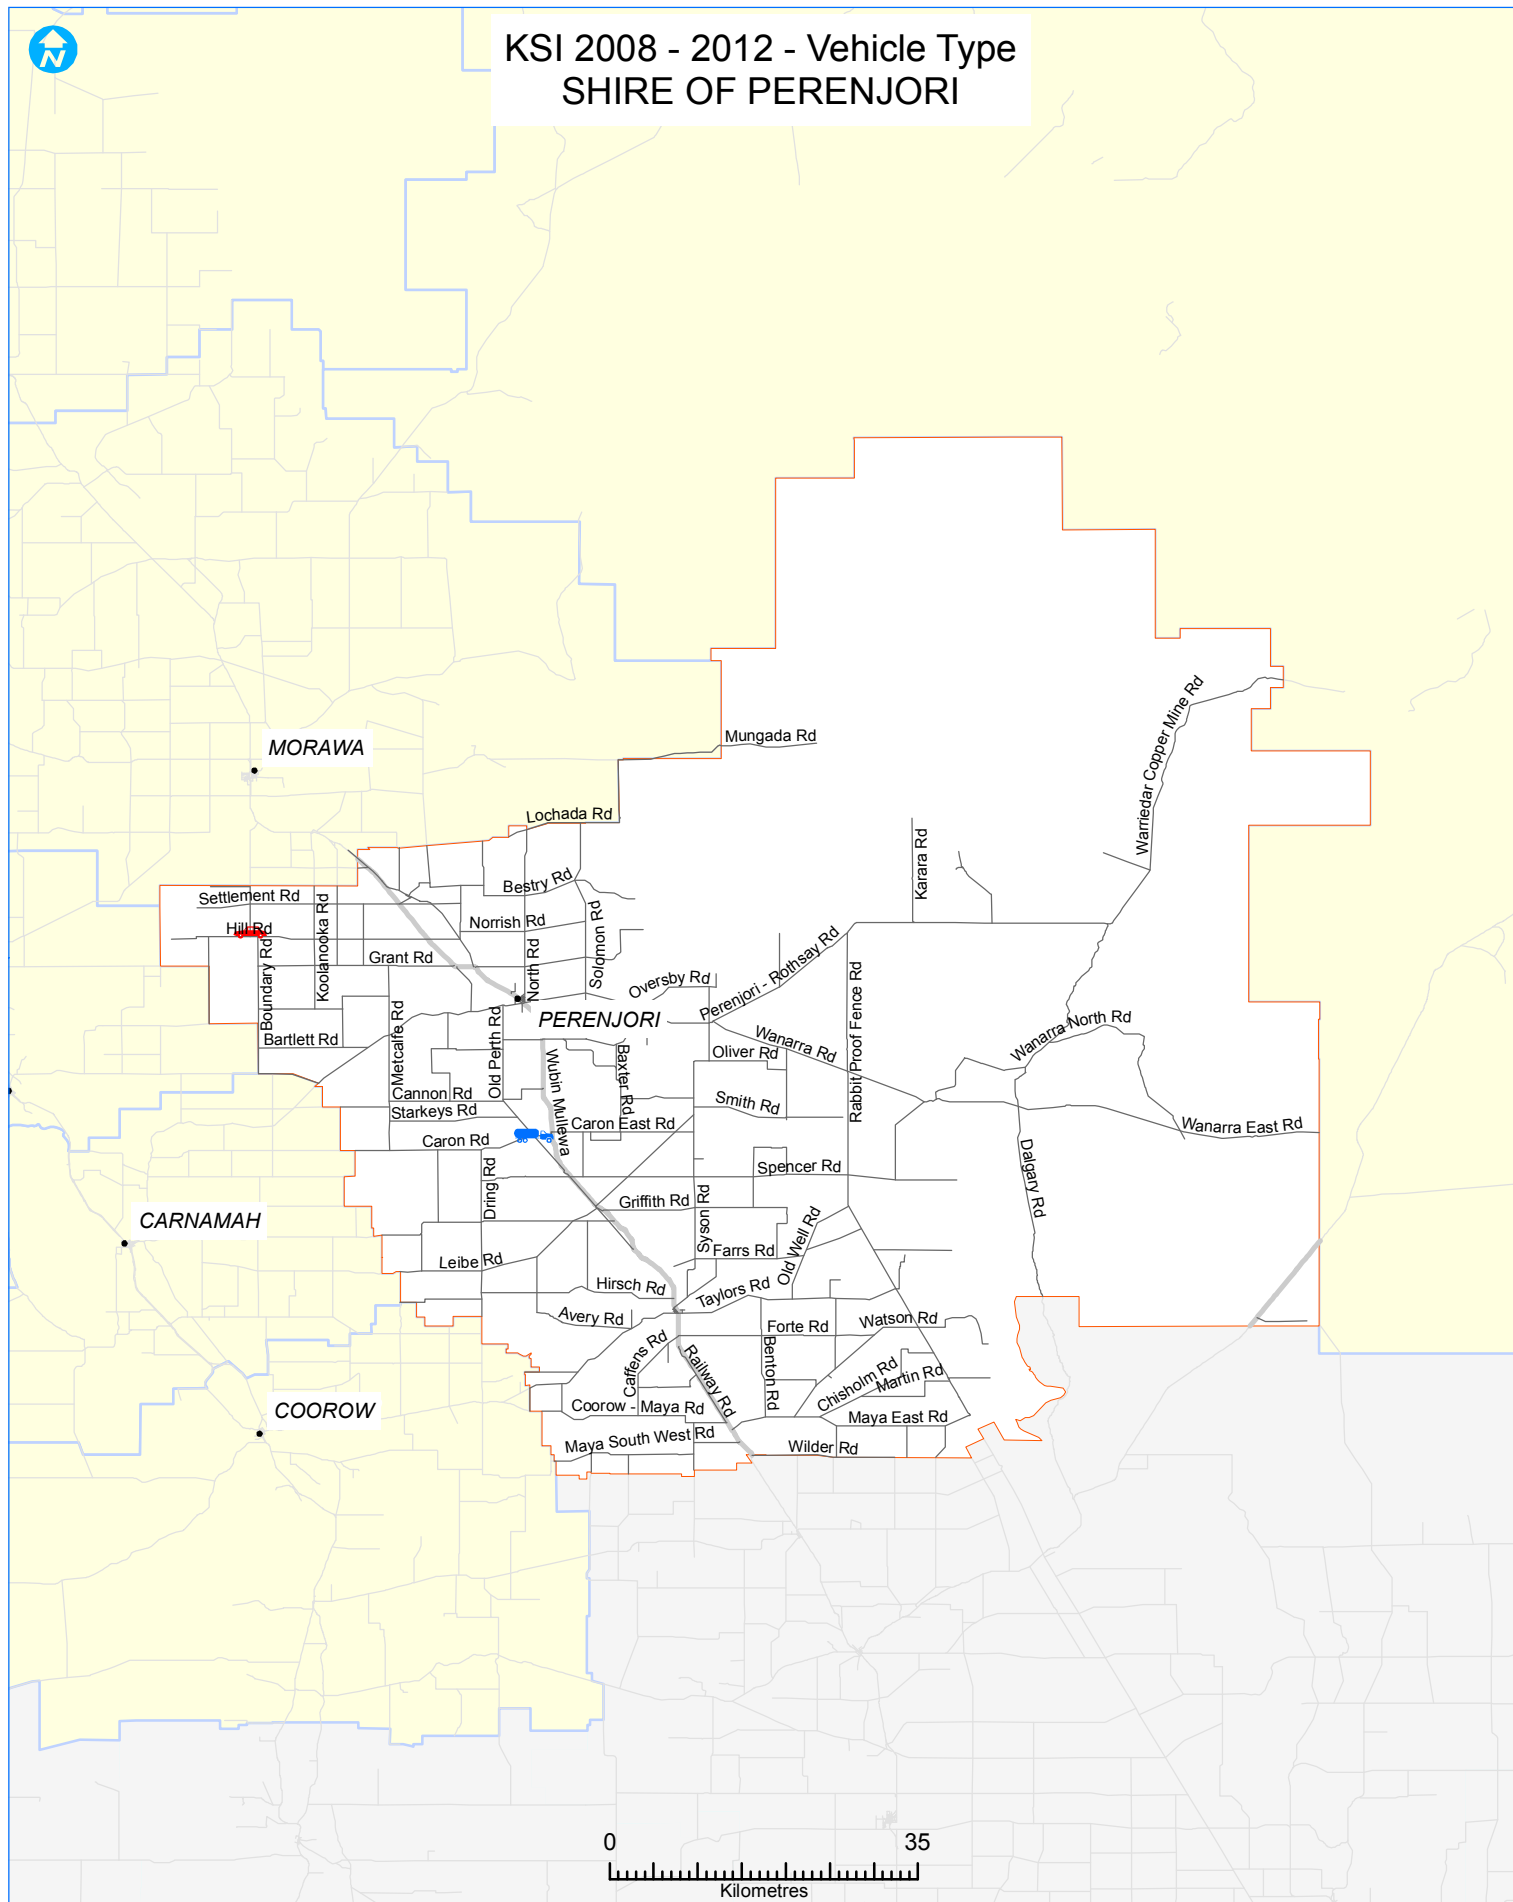 KSI 2008 - 2012 - Vehicle Type
SHIRE OF PERENJORI
N
Warriedar Copper Mine Rd
Mungada Rd
MORAWA
Lochada Rd
Karara Rd
Bestry Rd
Settlement Rd
Koolanooka Rd
Norrish Rd
Solomon Rd
Hill Rd
Boundary Rd
Grant Rd
North Rd
Oversby Rd
Perenjori - Rothsay Rd
Rabbit Proof Fence Rd
PERENJORI
Wanarra Rd
Wanarra North Rd
Bartlett Rd
Metcalfe Rd
Old Perth Rd
Wubin Mullewa
Baxter Rd
Oliver Rd
Cannon Rd
Starkeys Rd
Smith Rd
Caron East Rd
Wanarra East Rd
Caron Rd
Dring Rd
Spencer Rd
Dalgary Rd
CARNAMAH
Griffith Rd
Syson Rd
Old Well Rd
Farrs Rd
Leibe Rd
Hirsch Rd
Taylors Rd
Avery Rd
Forte Rd
Watson Rd
Caffens Rd
Railway Rd
Benton Rd
Chisholm Rd
Martin Rd
COOROW
Coorow - Maya Rd
Maya East Rd
Maya South West Rd
Wilder Rd
0 35
Kilometres